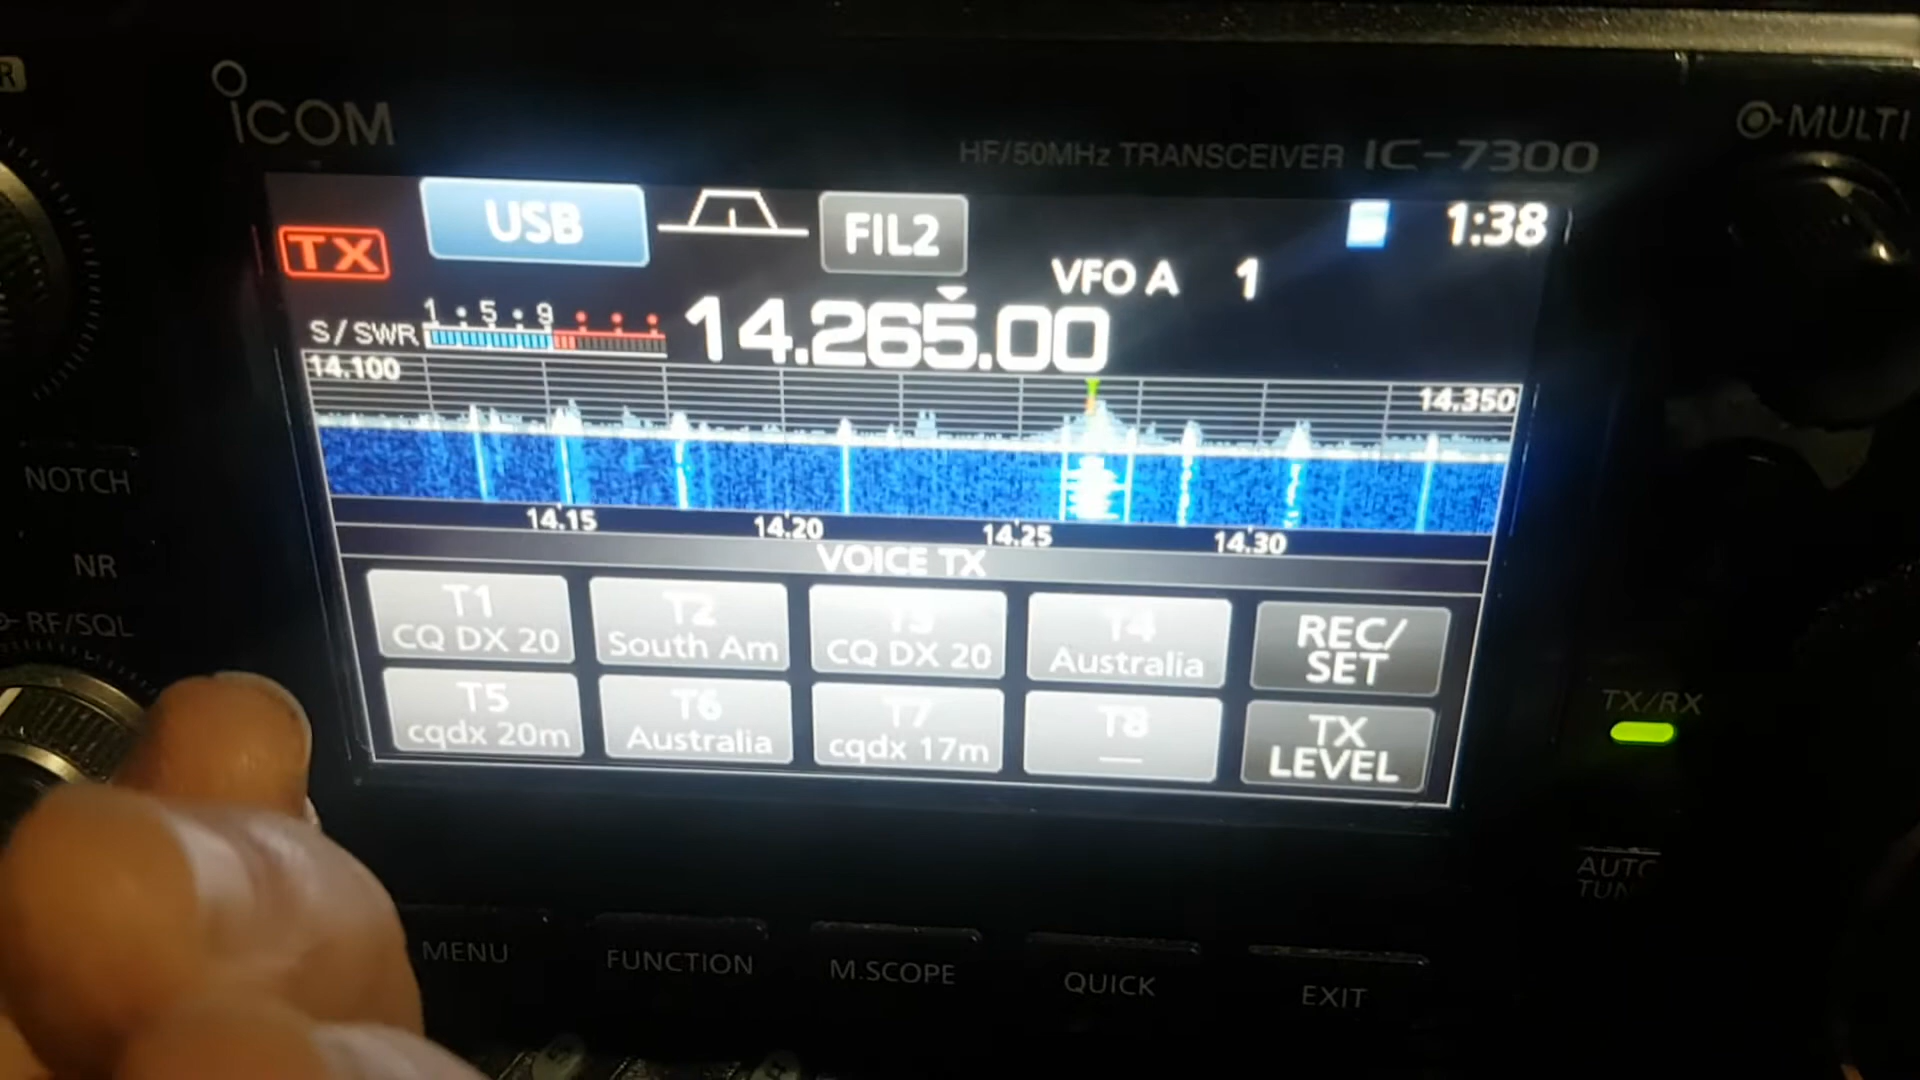 R
ICOM
HF/50MHz TRANSCEIVER IC-7300
MULTI
TX
USB
FIL2
1:38
VFO A 1
S/SWR 1 5 9
14.265.00
14.100
14.350
14.15 14.20 14.25 14.30
VOICE TX
T1
CQ DX 20
T2
South Am
T3
CQ DX 20
T4
Australia
REC/
SET
T5
cqdx 20m
T6
Australia
T7
cqdx 17m
T8
TX
LEVEL
NOTCH
NR
RF/SQL
TX/RX
AUTO
TUN
MENU
FUNCTION
M.SCOPE
QUICK
EXIT